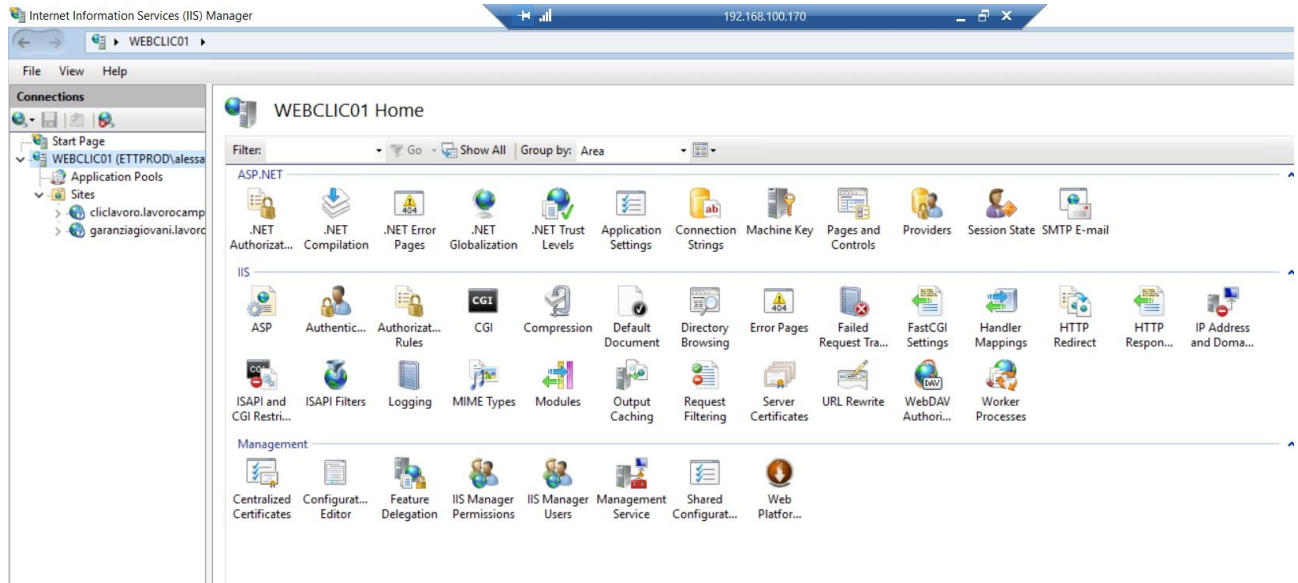 Internet Information Services (IIS) Manager
192.168.100.170
WEBCLIC01
File View Help
Connections
Start Page
WEBCLIC01 (ETTPROD\alessa
Application Pools
Sites
cliclavoro.lavorocamp
garanziagiovani.lavorc
WEBCLIC01 Home
Filter: Go Show All Group by: Area
ASP.NET
.NET Authorizat... .NET Compilation .NET Error Pages .NET Globalization .NET Trust Levels Application Settings Connection Strings Machine Key Pages and Controls Providers Session State SMTP E-mail
IIS
ASP Authentic... Authorizat... Rules CGI Compression Default Document Directory Browsing Error Pages Failed Request Tra... FastCGI Settings Handler Mappings HTTP Redirect HTTP Respon... IP Address and Doma...
ISAPI and CGI Restri... ISAPI Filters Logging MIME Types Modules Output Caching Request Filtering Server Certificates URL Rewrite WebDAV Authori... Worker Processes
Management
Centralized Certificates Configurat... Editor Feature Delegation IIS Manager Permissions IIS Manager Users Management Service Shared Configurat... Web Platfor...